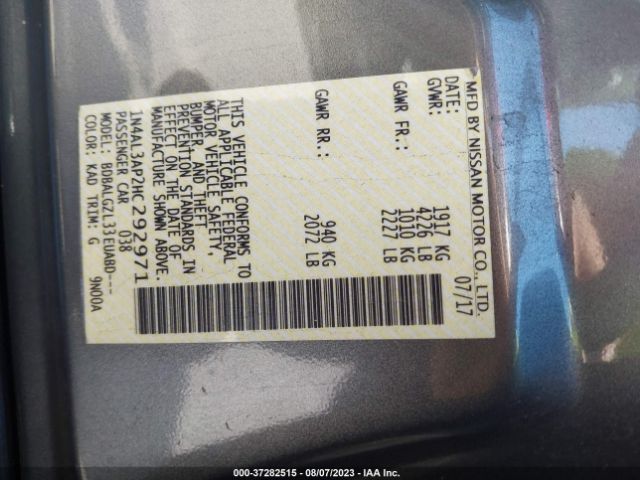 MFD BY NISSAN MOTOR CO., LTD.
DATE: 07/17
GVWR: 1917 KG
4226 LB
GAWR FR.: 1010 KG
2227 LB
GAWR RR.: 940 KG
2072 LB
THIS VEHICLE CONFORMS TO
ALL APPLICABLE FEDERAL
MOTOR VEHICLE SAFETY,
BUMPER, AND THEFT
PREVENTION STANDARDS IN
EFFECT ON THE DATE OF
MANUFACTURE SHOWN ABOVE.
1N4AL3AP2HC292971
PASSENGER CAR 038
MODEL: BDBALGZL33EUABD---
COLOR: KAD TRIM: G 9N00A
000-37282515 - 08/07/2023 - IAA Inc.